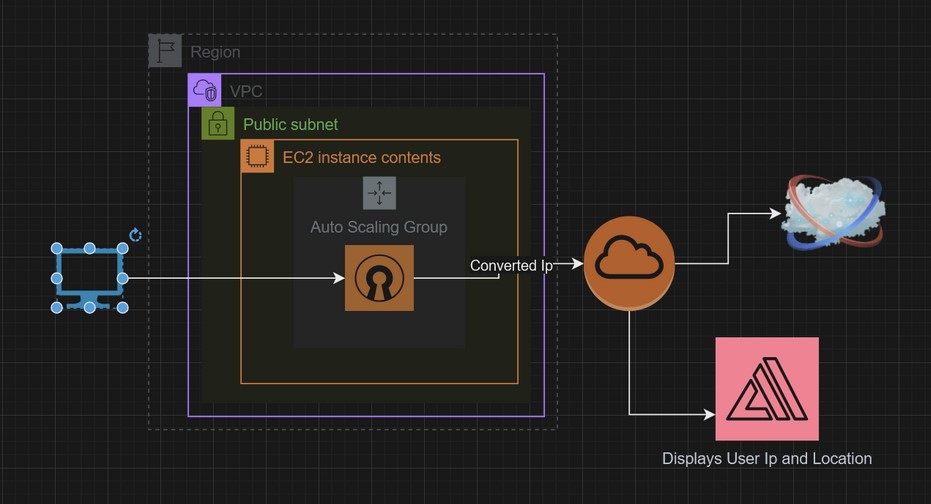 Region
VPC
Public subnet
EC2 instance contents
Auto Scaling Group
Converted Ip
Displays User Ip and Location